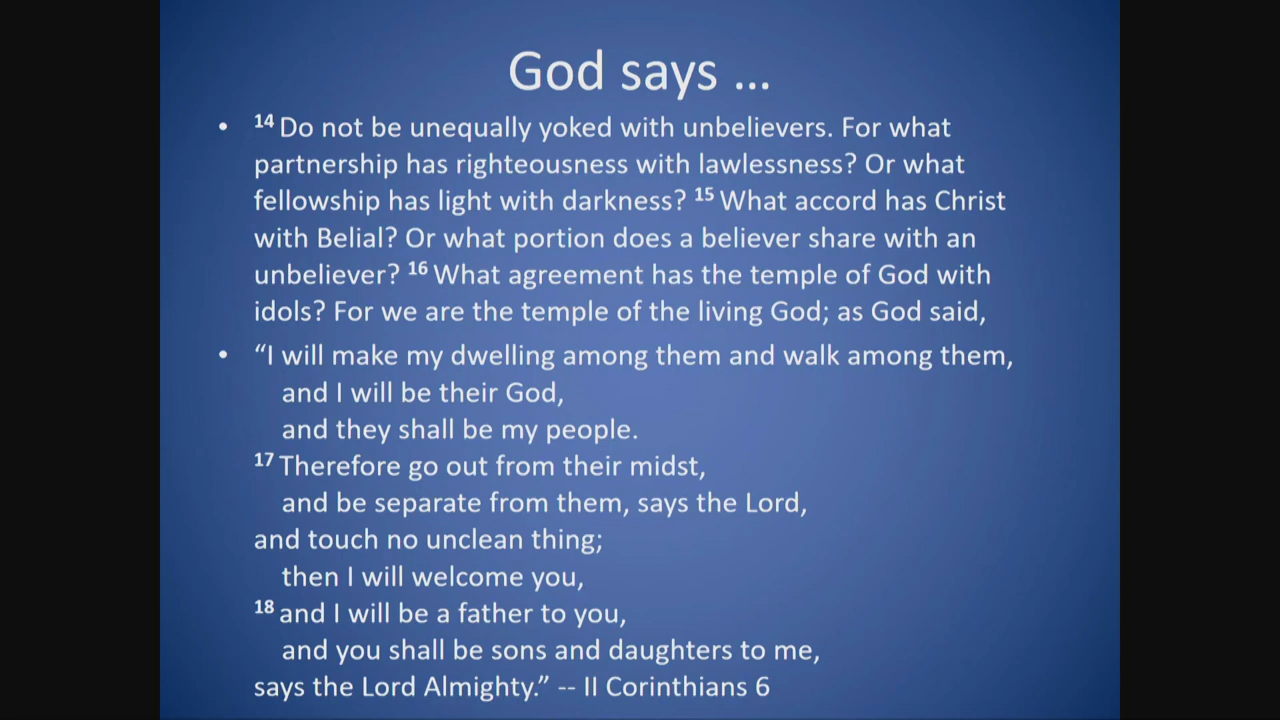 God says ...
• 14 Do not be unequally yoked with unbelievers. For what
partnership has righteousness with lawlessness? Or what
fellowship has light with darkness? 15 What accord has Christ
with Belial? Or what portion does a believer share with an
unbeliever? 16 What agreement has the temple of God with
idols? For we are the temple of the living God; as God said,
• “I will make my dwelling among them and walk among them,
and I will be their God,
and they shall be my people.
17 Therefore go out from their midst,
and be separate from them, says the Lord,
and touch no unclean thing;
then I will welcome you,
18 and I will be a father to you,
and you shall be sons and daughters to me,
says the Lord Almighty.” -- II Corinthians 6